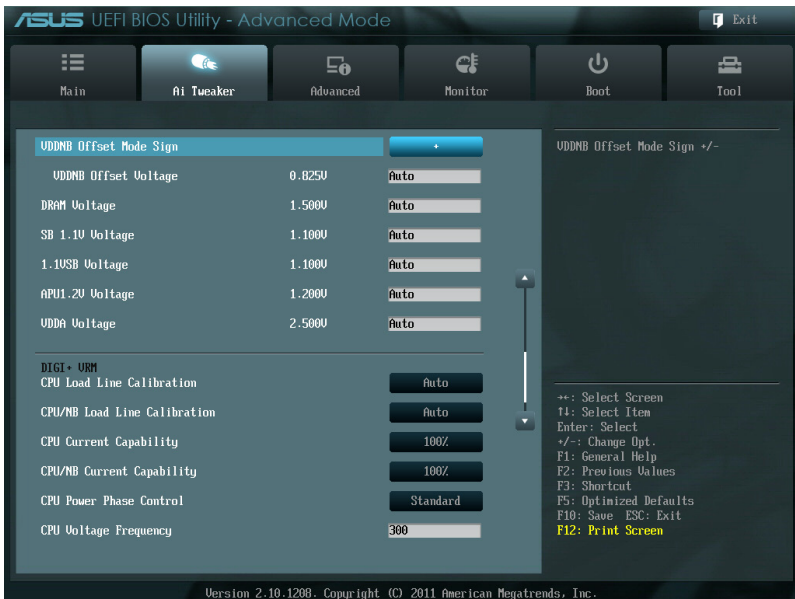 ASUS UEFI BIOS Utility - Advanced Mode
Exit
Main
Ai Tweaker
Advanced
Monitor
Boot
Tool
VDDNB Offset Mode Sign +
VDDNB Offset Voltage 0.825V Auto
DRAM Voltage 1.500V Auto
SB 1.1V Voltage 1.100V Auto
1.1VSB Voltage 1.100V Auto
APU1.2V Voltage 1.200V Auto
VDDA Voltage 2.500V Auto
DIGI+ VRM
CPU Load Line Calibration Auto
CPU/NB Load Line Calibration Auto
CPU Current Capability 100%
CPU/NB Current Capability 100%
CPU Power Phase Control Standard
CPU Voltage Frequency 300
VDDNB Offset Mode Sign +/-
→←: Select Screen
↑↓: Select Item
Enter: Select
+/-: Change Opt.
F1: General Help
F2: Previous Values
F3: Shortcut
F5: Optimized Defaults
F10: Save ESC: Exit
F12: Print Screen
Version 2.10.1208. Copyright (C) 2011 American Megatrends, Inc.